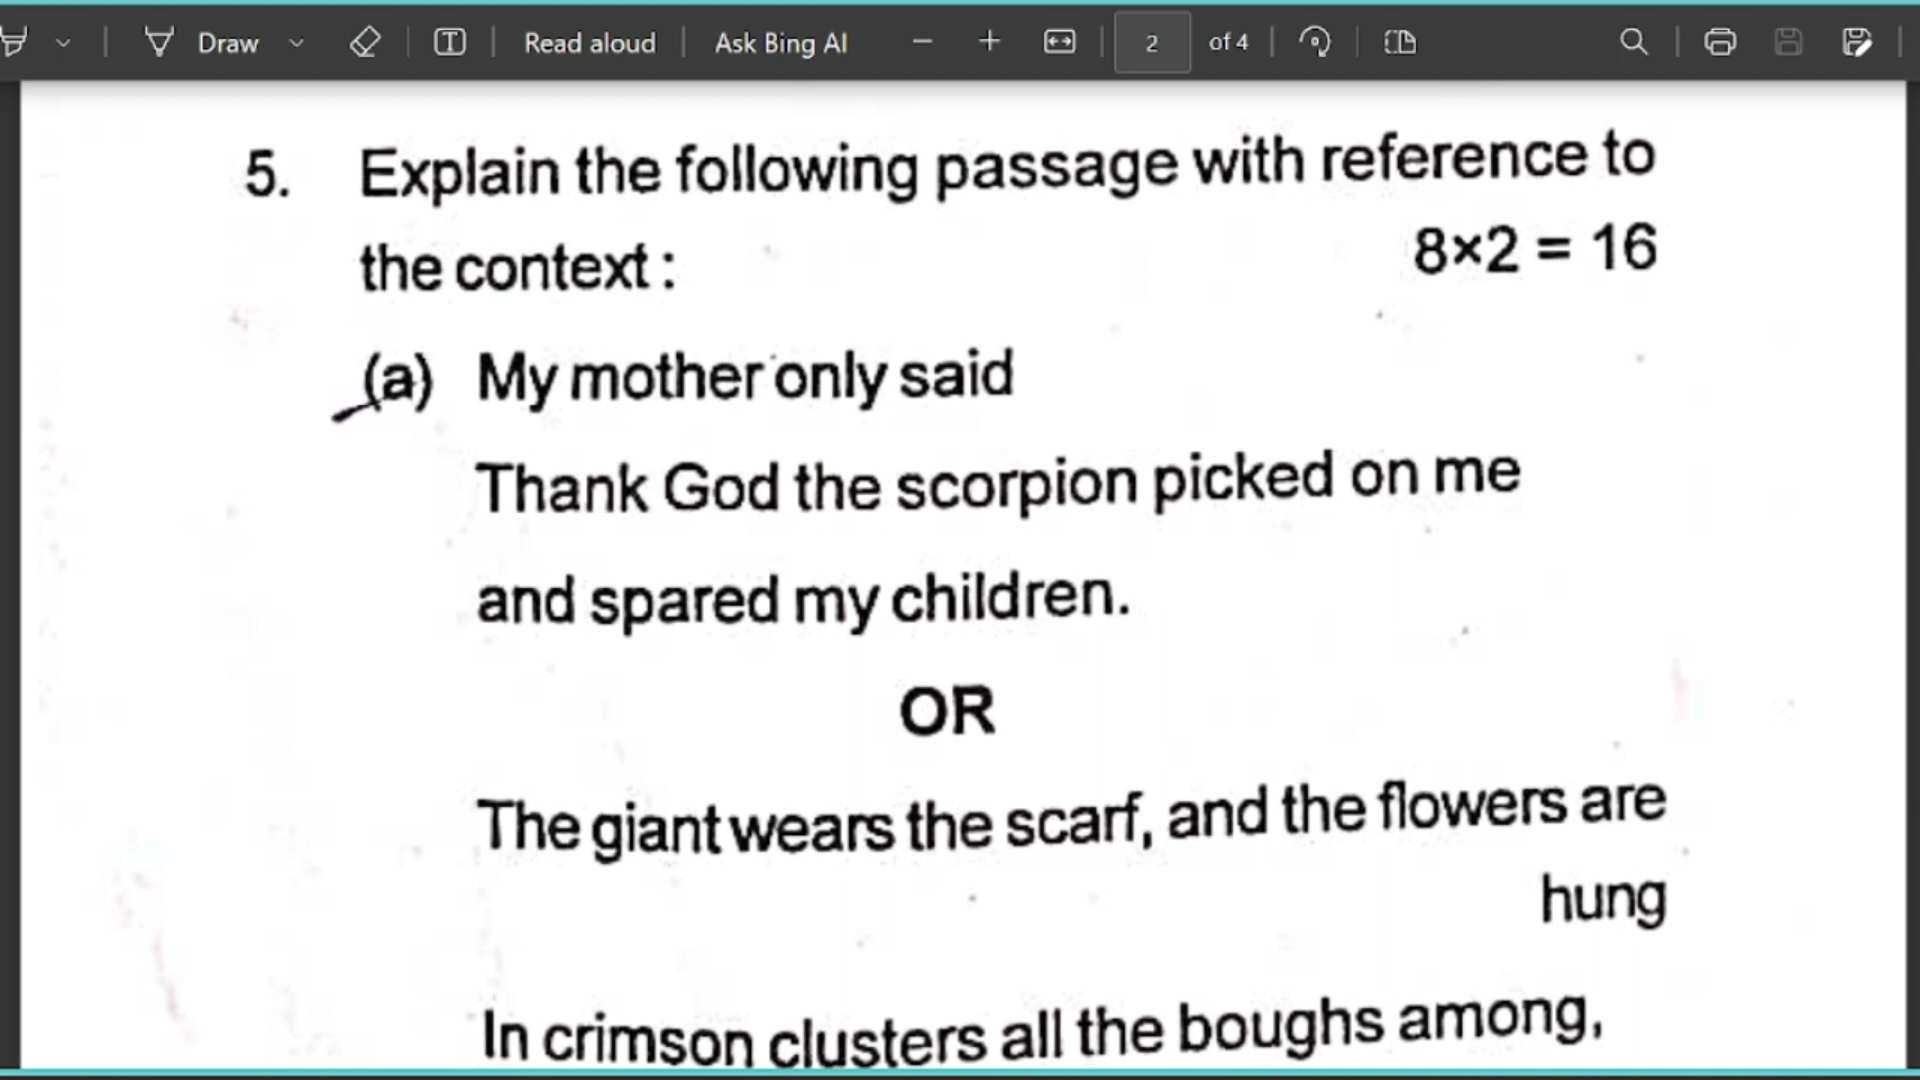 Draw Read aloud Ask Bing AI 2 of 4
5. Explain the following passage with reference to
the context : 8×2 = 16
(a) My mother only said
Thank God the scorpion picked on me
and spared my children.
OR
The giant wears the scarf, and the flowers are
hung
In crimson clusters all the boughs among,